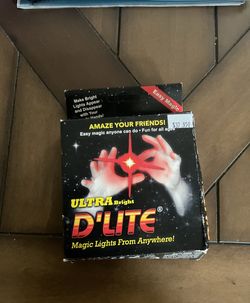 Make Bright
Lights Appear
and Disappear
with Your
Easy Magic
AMAZE YOUR FRIENDS!
Easy magic anyone can do • Fun for all ages
ULTRA Bright
D'LITE®
Magic Lights From Anywhere!